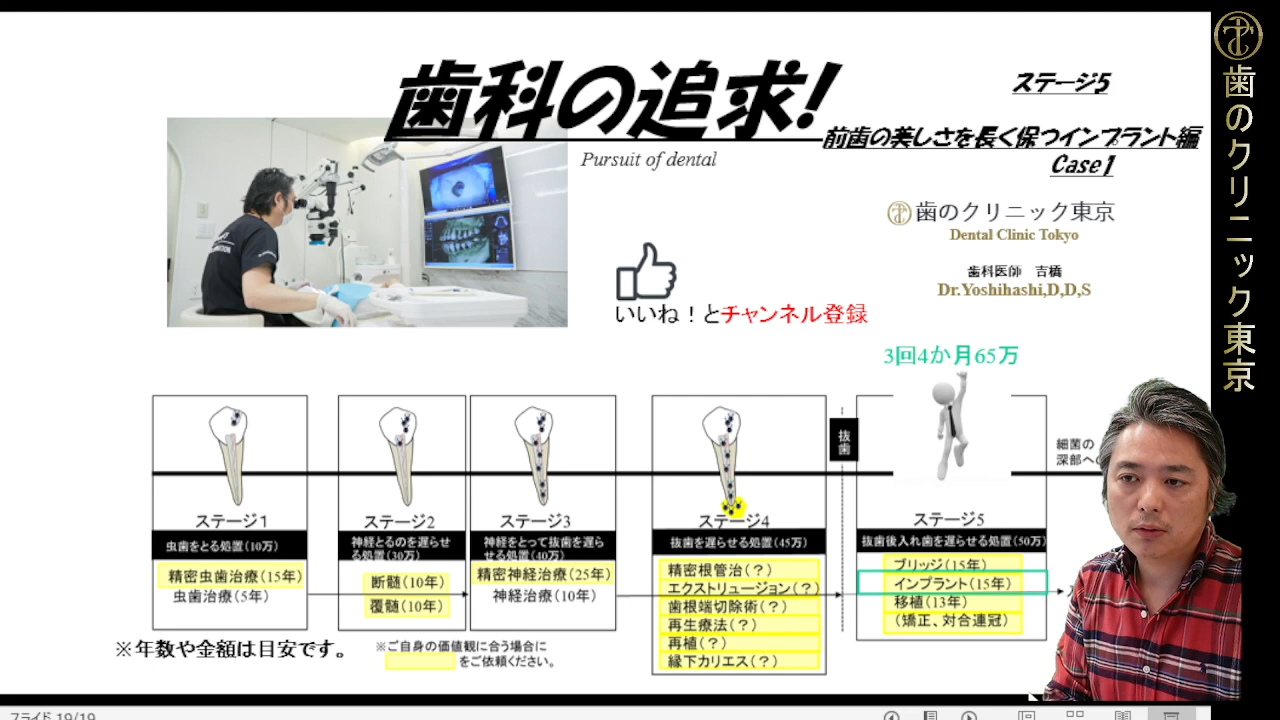 歯科の追求!
Pursuit of dental
ステージ5
前歯の美しさを長く保つインプラント編
Case1
歯のクリニック東京
Dental Clinic Tokyo
歯科医師 吉橋
Dr.Yoshihashi,D,D,S
いいね!とチャンネル登録
3回4か月65万
歯のクリニック東京
抜歯
細菌の
深部へ
ステージ1
虫歯をとる処置(10万)
精密虫歯治療(15年)
虫歯治療(5年)
ステージ2
神経とるのを遅らせ
る処置(30万)
断髄(10年)
覆髄(10年)
ステージ3
神経をとって抜歯を遅ら
せる処置(40万)
精密神経治療(25年)
神経治療(10年)
ステージ4
抜歯を遅らせる処置(45万)
精密根管治(?)
エクストリュージョン(?)
歯根端切除術(?)
再生療法(?)
再植(?)
縁下カリエス(?)
ステージ5
抜歯後入れ歯を遅らせる処置(50万)
ブリッジ(15年)
インプラント(15年)
移植(13年)
(矯正、対合連冠)
※年数や金額は目安です。
※ご自身の価値観に合う場合に
をご依頼ください。
スライド 19/19